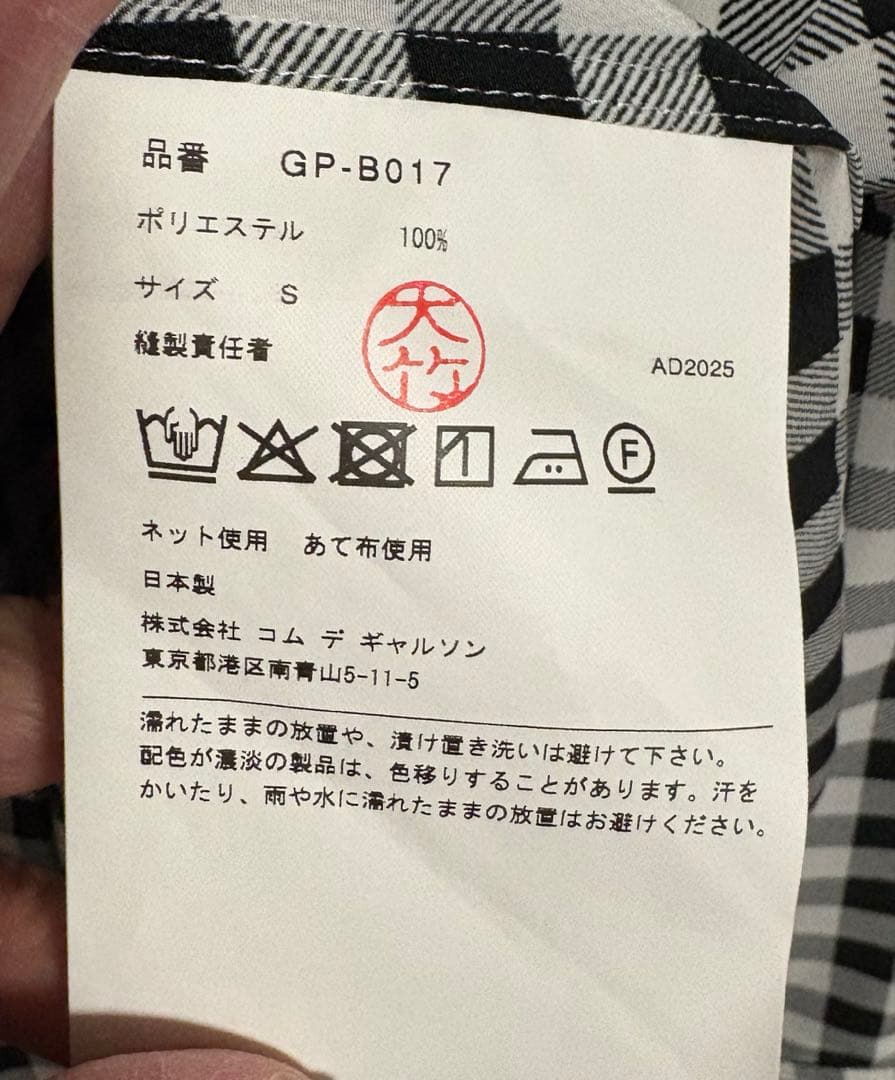 品番 GP-B017
ポリエステル 100%
サイズ S
縫製責任者 大竹 AD2025
F
ネット使用 あて布使用
日本製
株式会社 コム デ ギャルソン
東京都港区南青山5-11-5
濡れたままの放置や、漬け置き洗いは避けて下さい。
配色が濃淡の製品は、色移りすることがあります。汗を
かいたり、雨や水に濡れたままの放置はお避けください。